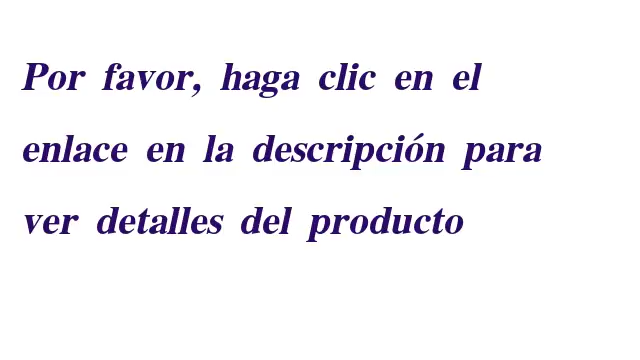 Por favor, haga clic en el
enlace en la descripción para
ver detalles del producto